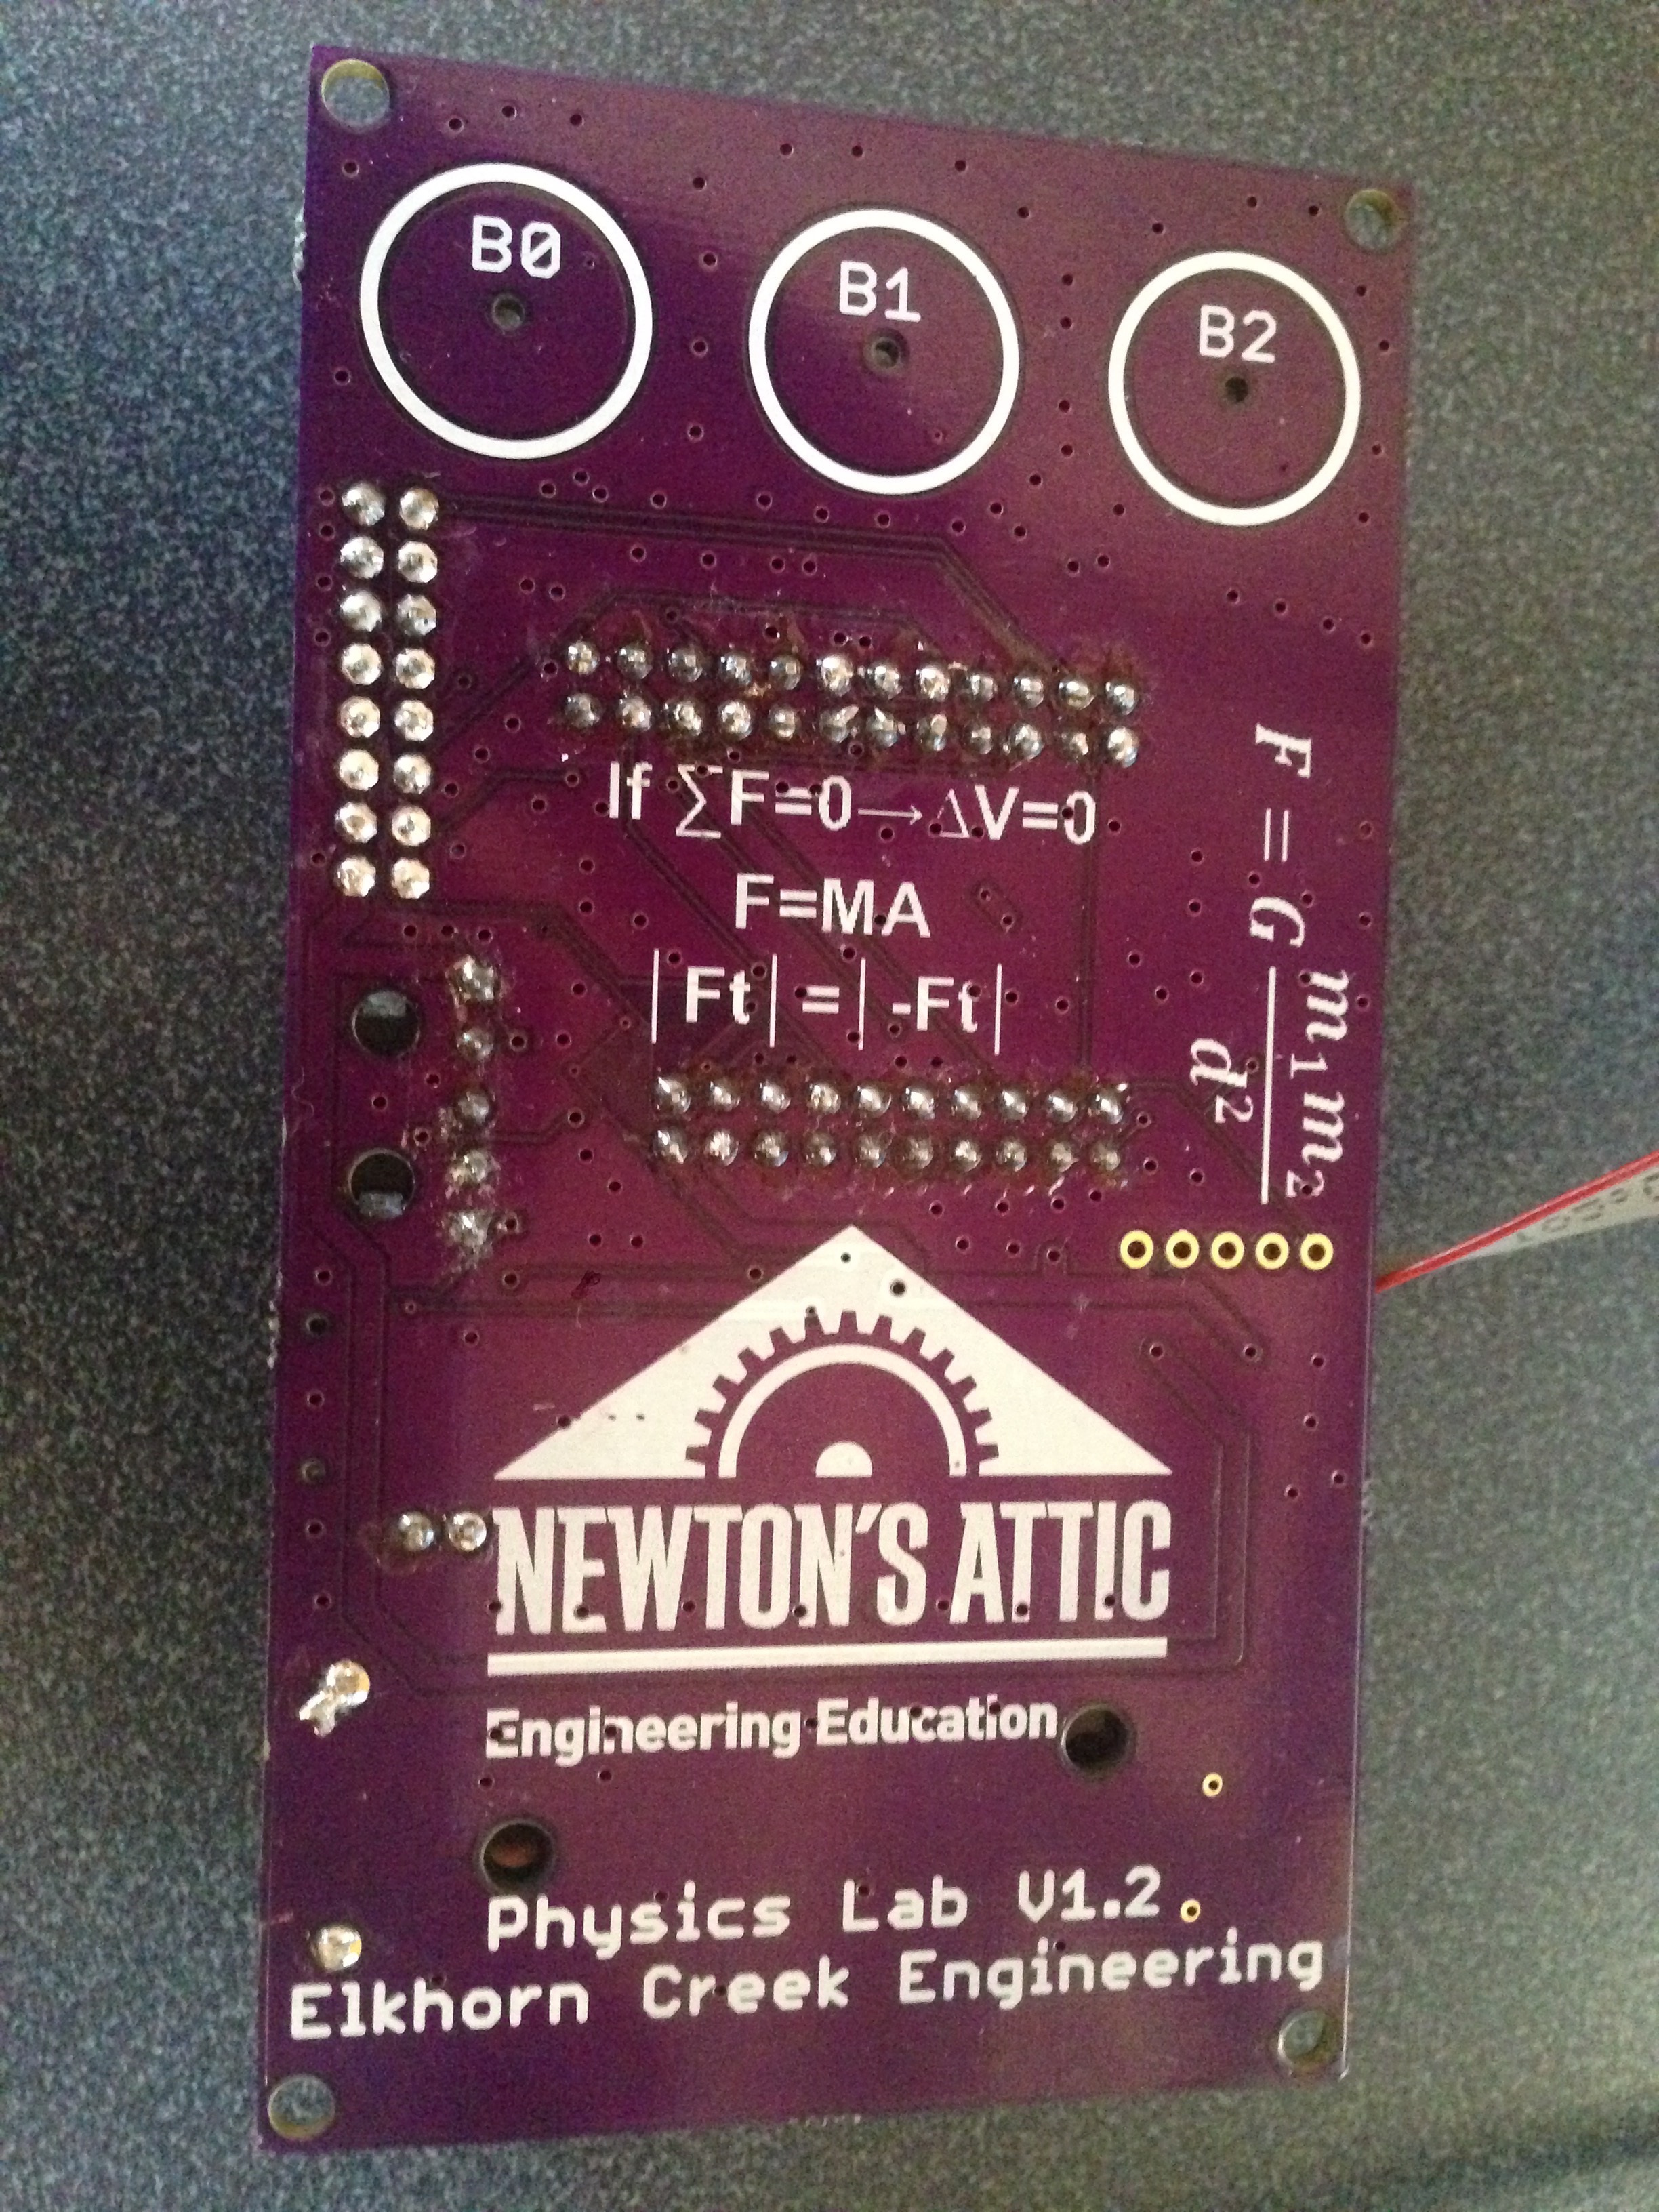 B0
B1
B2
If ∑F=0→ΔV=0
F=MA
|Ft|=|-Ft|
F = G m₁m₂/d²
NEWTON'S ATTIC
Engineering Education
Physics Lab V1.2
Elkhorn Creek Engineering